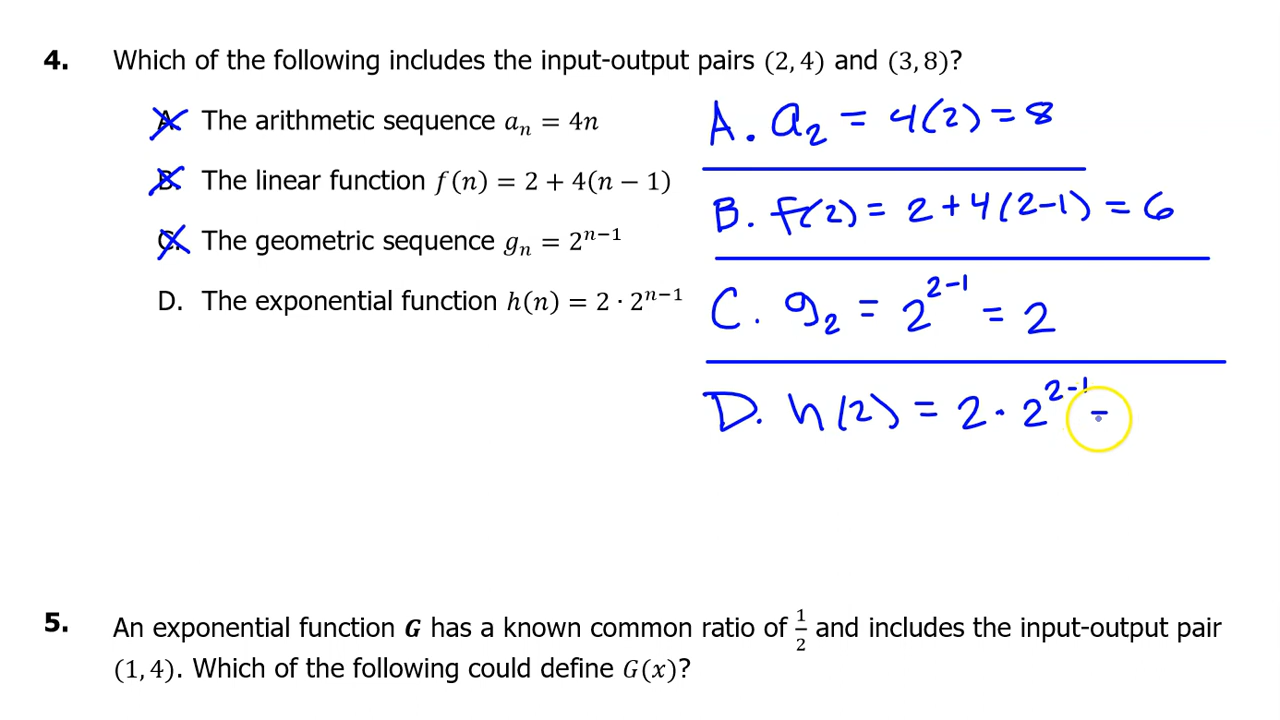 4. Which of the following includes the input-output pairs (2, 4) and (3, 8)?
A. The arithmetic sequence aₙ = 4n
B. The linear function f(n) = 2 + 4(n − 1)
C. The geometric sequence gₙ = 2ⁿ⁻¹
D. The exponential function h(n) = 2 · 2ⁿ⁻¹
A. a₂ = 4(2) = 8
B. f(2) = 2 + 4(2-1) = 6
C. g₂ = 2²⁻¹ = 2
D. h(2) = 2 · 2²⁻¹ =
5. An exponential function G has a known common ratio of 1/2 and includes the input-output pair
(1, 4). Which of the following could define G(x)?